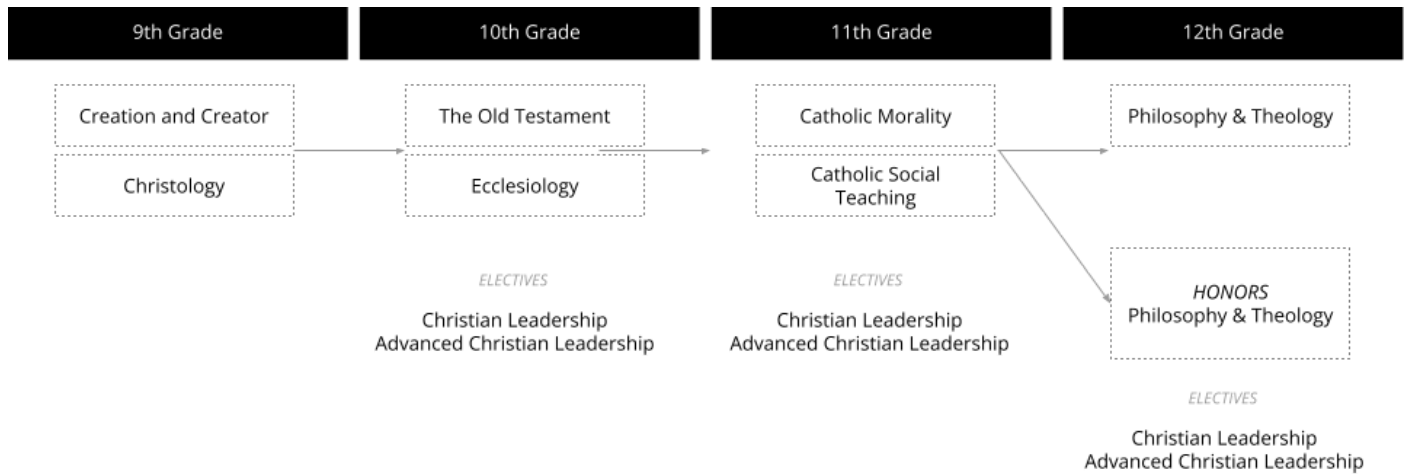 9th Grade
10th Grade
11th Grade
12th Grade
Creation and Creator
Christology
The Old Testament
Ecclesiology
ELECTIVES
Christian Leadership
Advanced Christian Leadership
Catholic Morality
Catholic Social
Teaching
ELECTIVES
Christian Leadership
Advanced Christian Leadership
Philosophy & Theology
HONORS
Philosophy & Theology
ELECTIVES
Christian Leadership
Advanced Christian Leadership